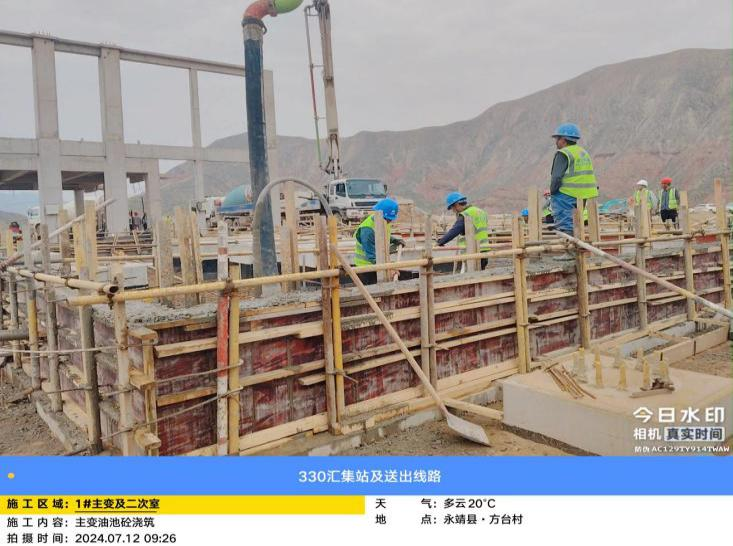 今日水印
相机 真实时间
防伪 AC129TY914TWAW
330汇集站及送出线路
施工区域：1#主变及二次室
施工内容：主变油池砼浇筑
拍摄时间：2024.07.12 09:26
天气：多云20°C
地点：永靖县·方台村